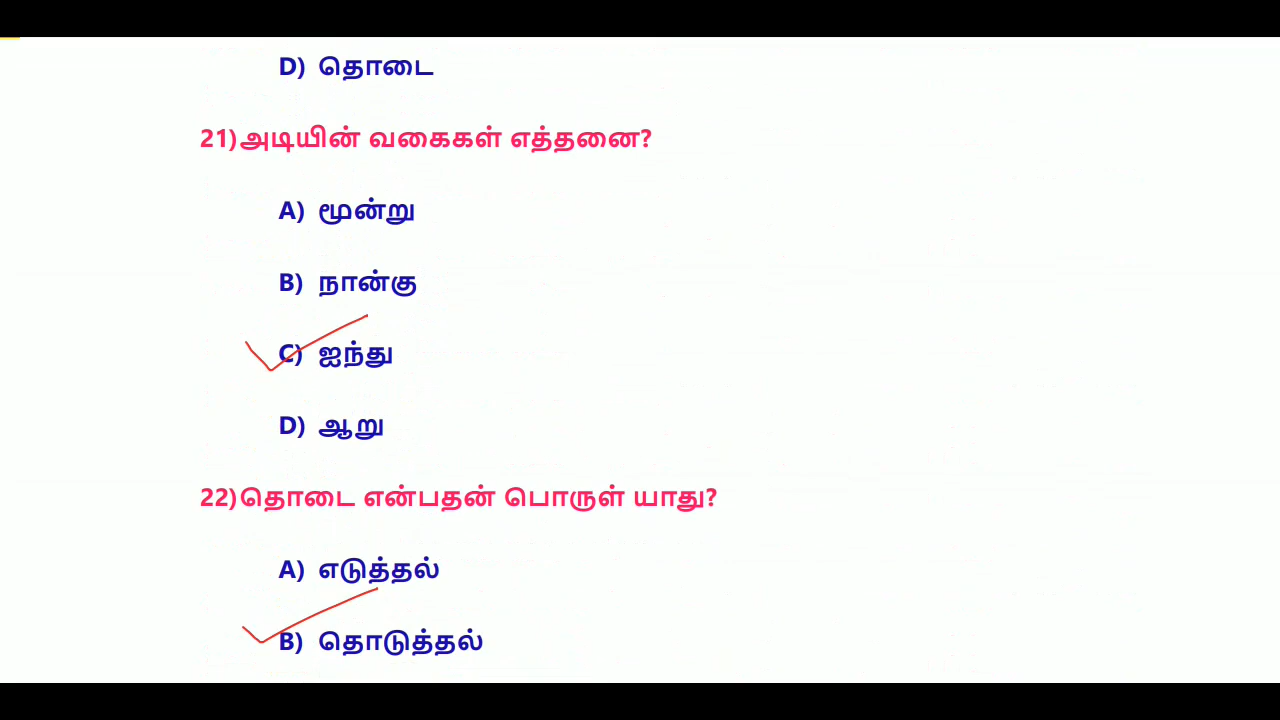 D) தொடை
21)அடியின் வகைகள் எத்தனை?
A) மூன்று
B) நான்கு
C) ஐந்து
D) ஆறு
22)தொடை என்பதன் பொருள் யாது?
A) எடுத்தல்
B) தொடுத்தல்